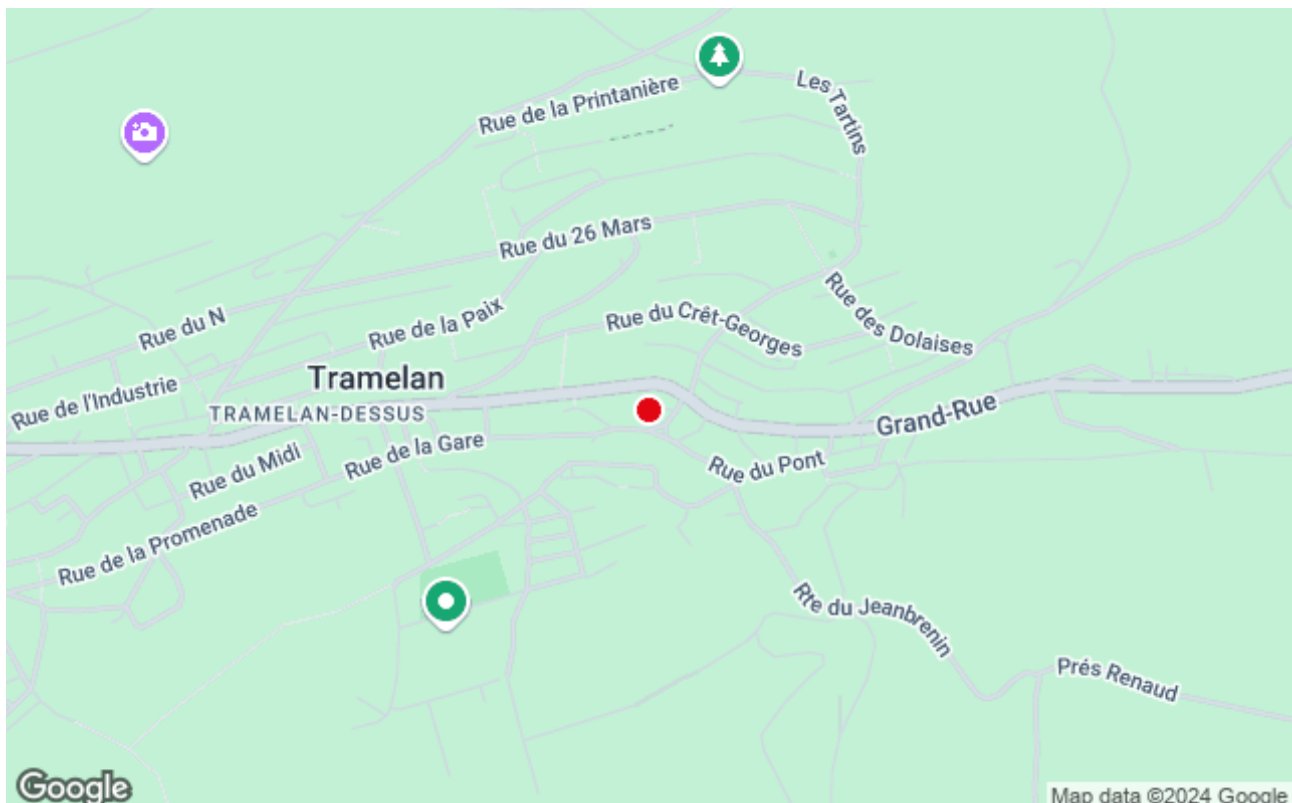 Rue de la Printanière
Les Tartins
Rue du 26 Mars
Rue du N
Rue de la Paix
Rue du Crêt-Georges
Rue des Dolaises
Tramelan
Rue de l'Industrie
TRAMELAN-DESSUS
Grand-Rue
Rue du Midi
Rue de la Gare
Rue du Pont
Rue de la Promenade
Rte du Jeanbrenin
Prés Renaud
Google
Map data ©2024 Google